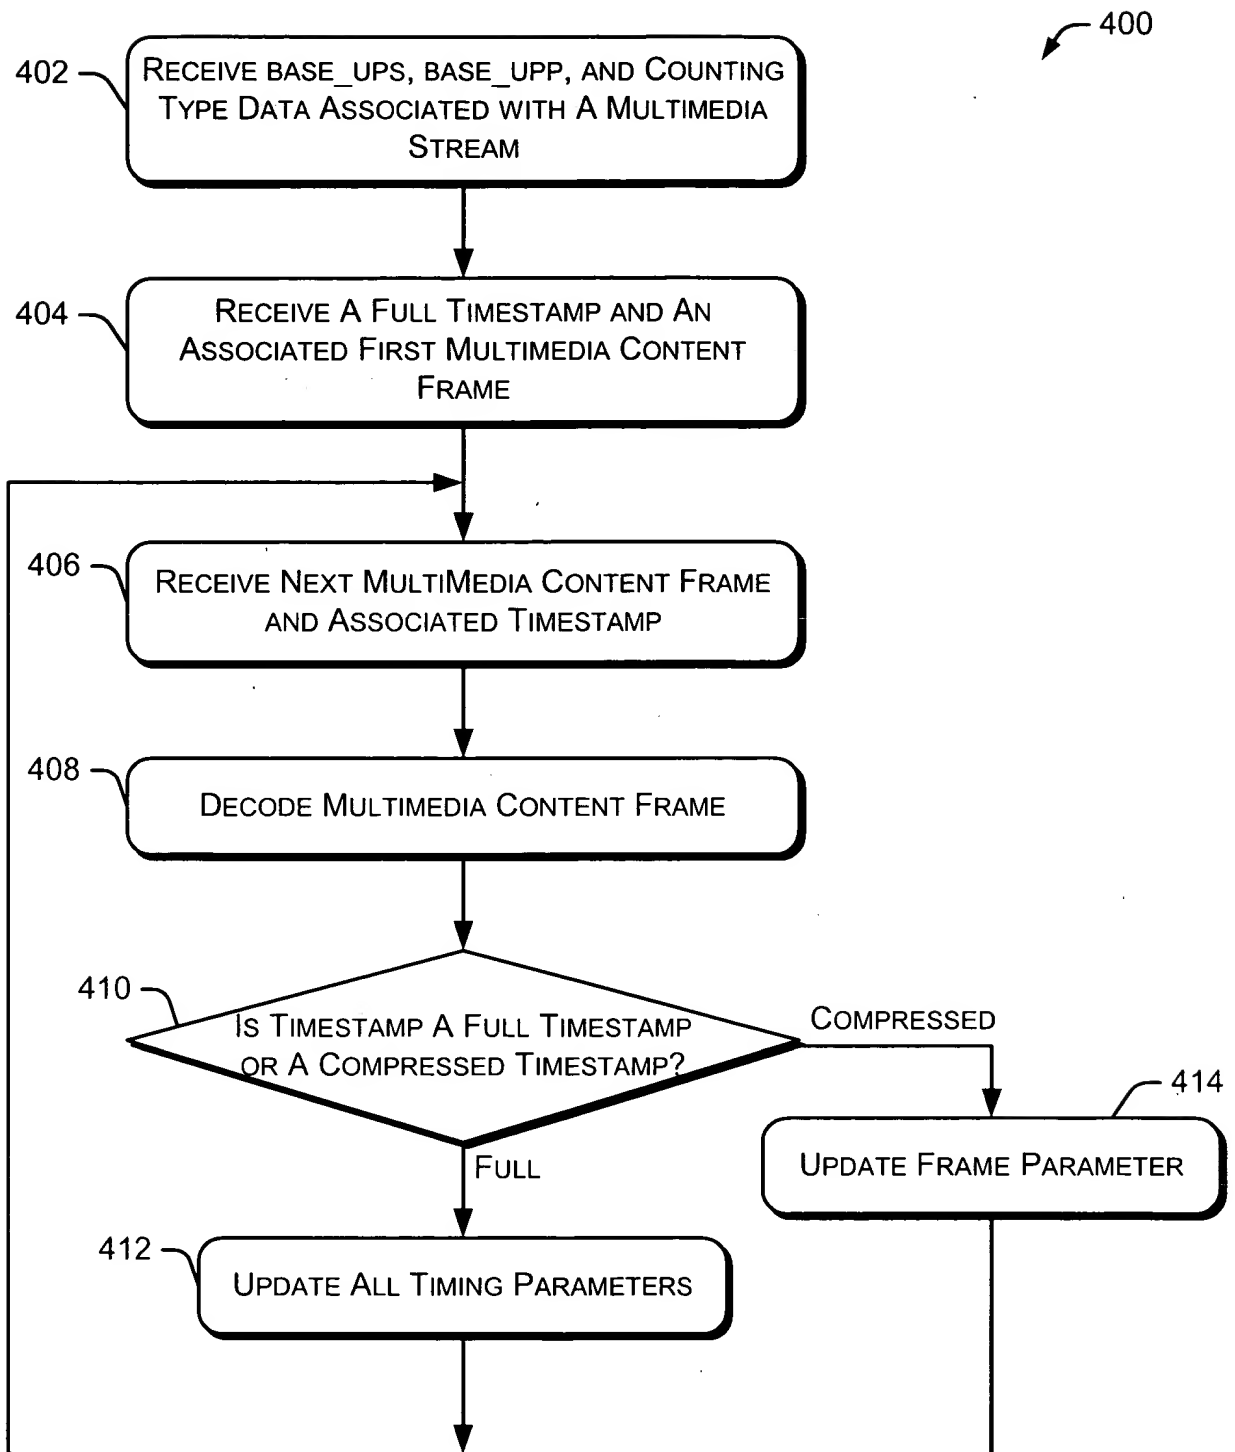 400
402
RECEIVE BASE_UPS, BASE_UPP, AND COUNTING
TYPE DATA ASSOCIATED WITH A MULTIMEDIA
STREAM
404
RECEIVE A FULL TIMESTAMP AND AN
ASSOCIATED FIRST MULTIMEDIA CONTENT
FRAME
406
RECEIVE NEXT MULTIMEDIA CONTENT FRAME
AND ASSOCIATED TIMESTAMP
408
DECODE MULTIMEDIA CONTENT FRAME
410
IS TIMESTAMP A FULL TIMESTAMP
OR A COMPRESSED TIMESTAMP?
COMPRESSED
414
UPDATE FRAME PARAMETER
FULL
412
UPDATE ALL TIMING PARAMETERS